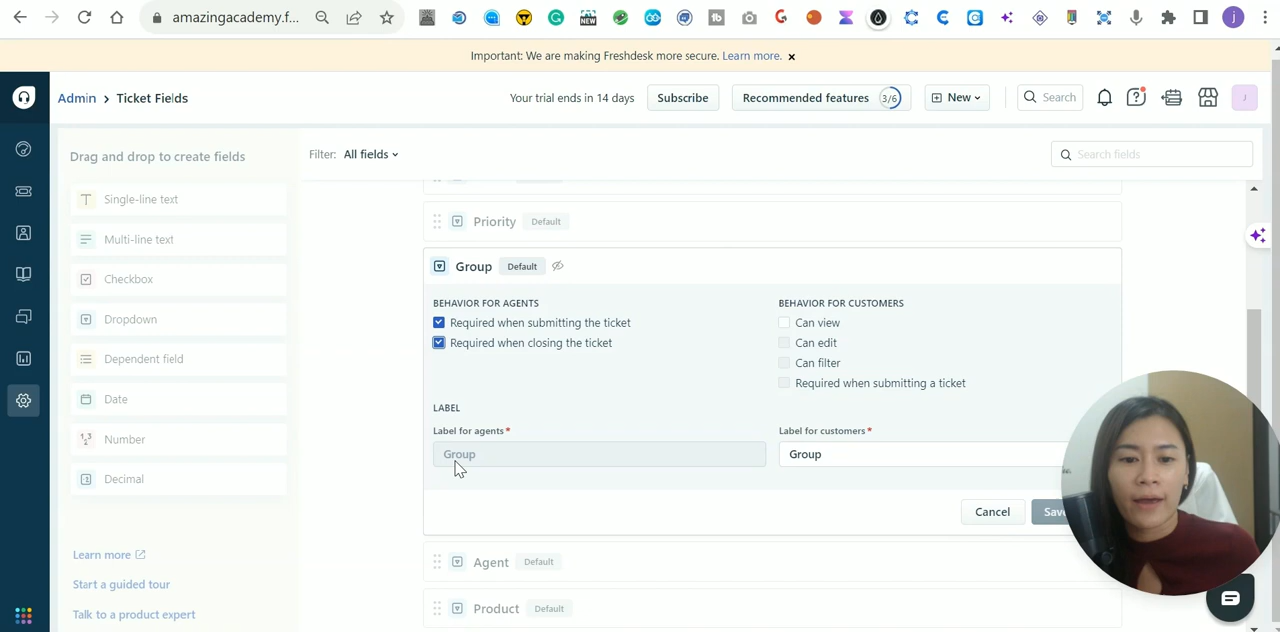 amazingacademy.f...
Important: We are making Freshdesk more secure. Learn more. ×
Admin > Ticket Fields
Your trial ends in 14 days
Subscribe
Recommended features 3/6
New
Search
J
Drag and drop to create fields
Filter: All fields
Search fields
Single-line text
Multi-line text
Checkbox
Dropdown
Dependent field
Date
Number
Decimal
Learn more
Start a guided tour
Talk to a product expert
Priority Default
Group Default
BEHAVIOR FOR AGENTS
Required when submitting the ticket
Required when closing the ticket
BEHAVIOR FOR CUSTOMERS
Can view
Can edit
Can filter
Required when submitting a ticket
LABEL
Label for agents*
Group
Label for customers*
Group
Cancel
Agent Default
Product Default